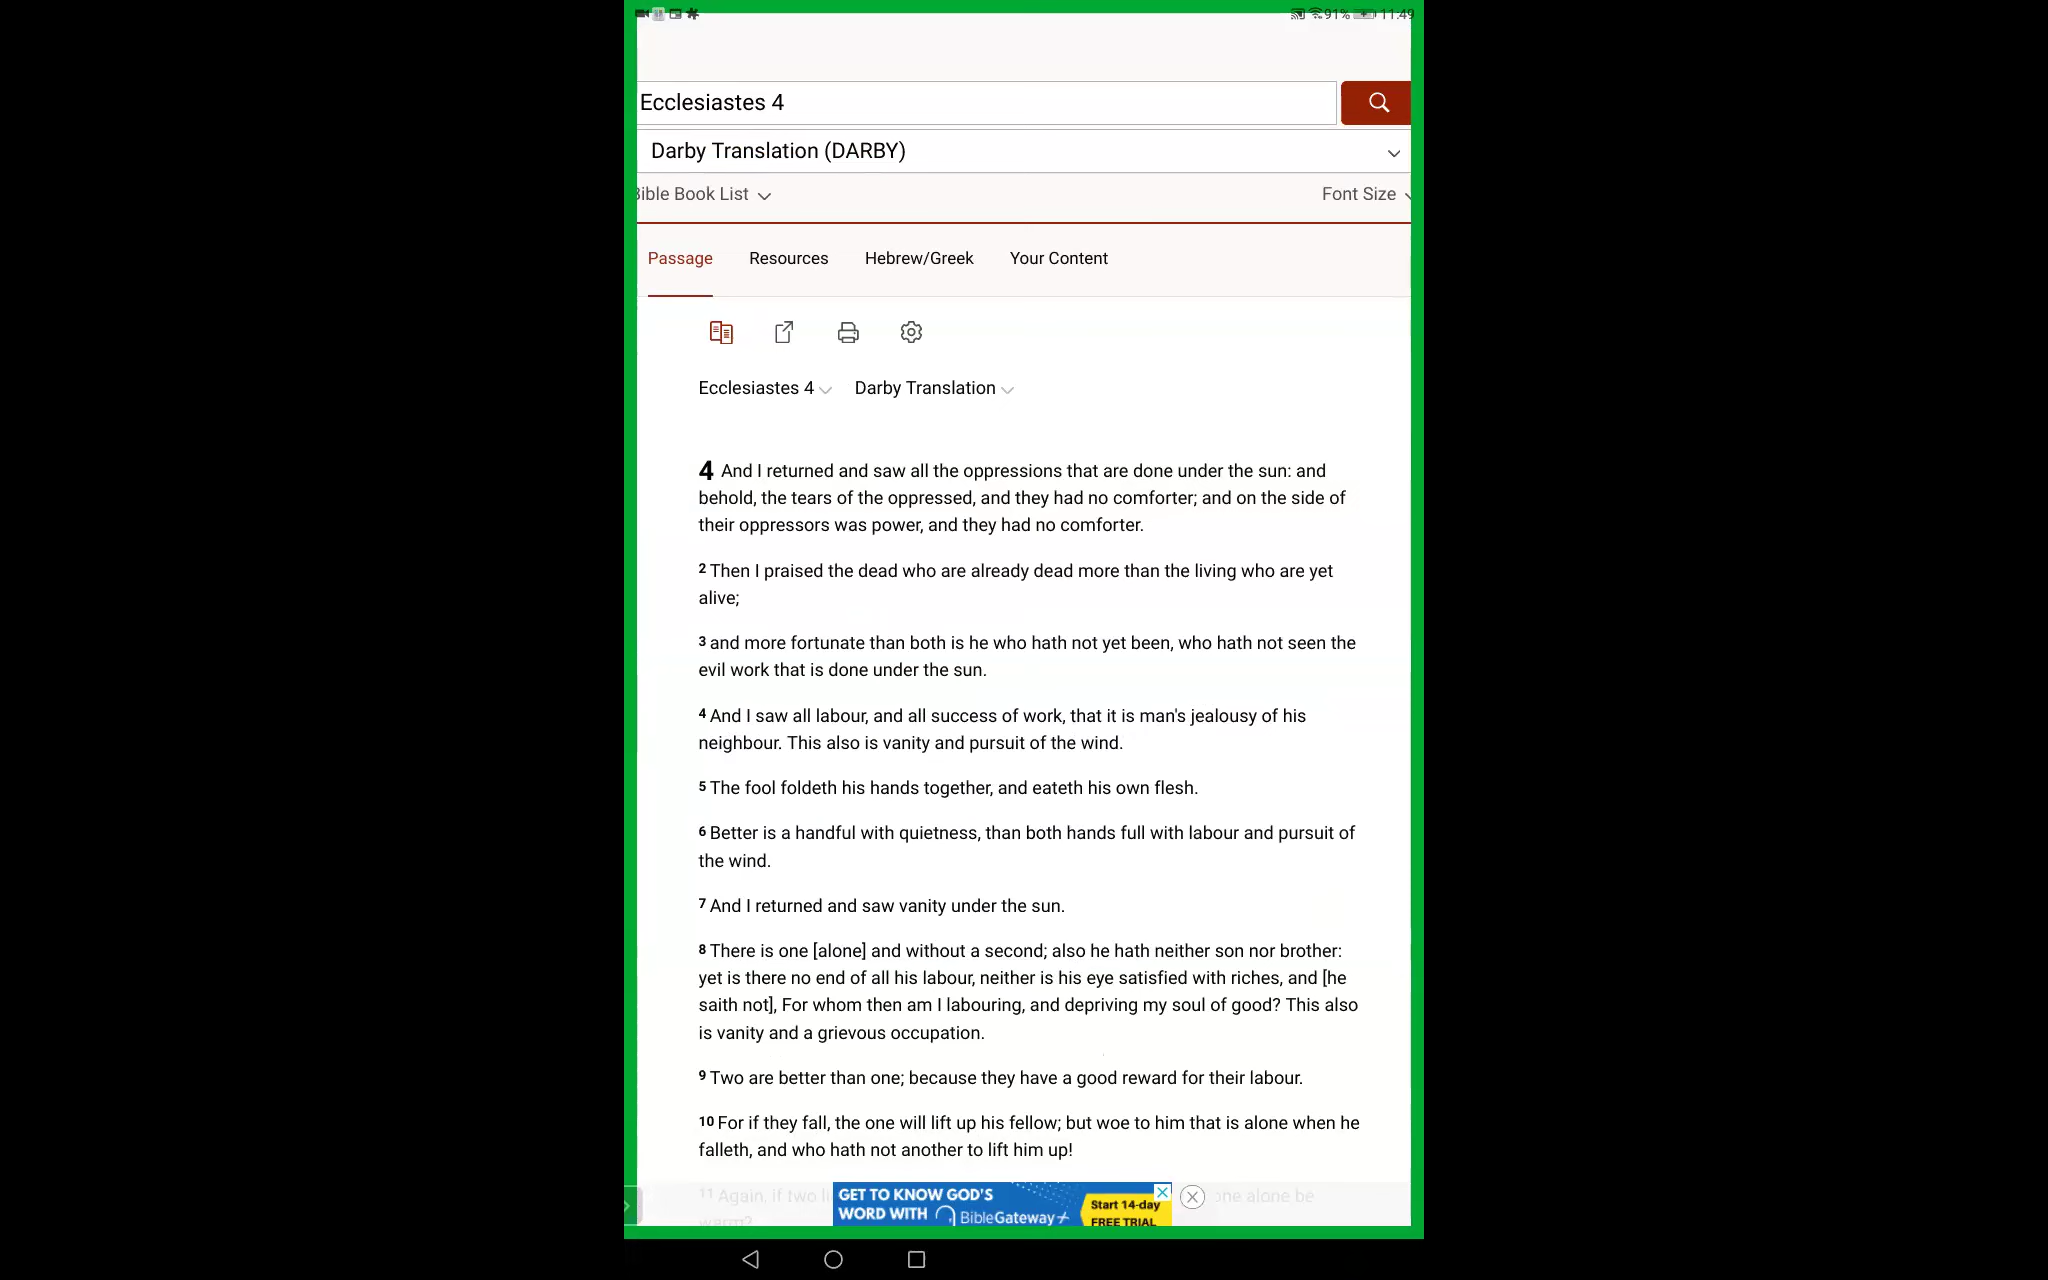 91% 11:49
Ecclesiastes 4
Darby Translation (DARBY)
Bible Book List
Font Size
Passage Resources Hebrew/Greek Your Content
Ecclesiastes 4 Darby Translation
4 And I returned and saw all the oppressions that are done under the sun: and
behold, the tears of the oppressed, and they had no comforter; and on the side of
their oppressors was power, and they had no comforter.
2 Then I praised the dead who are already dead more than the living who are yet
alive;
3 and more fortunate than both is he who hath not yet been, who hath not seen the
evil work that is done under the sun.
4 And I saw all labour, and all success of work, that it is man's jealousy of his
neighbour. This also is vanity and pursuit of the wind.
5 The fool foldeth his hands together, and eateth his own flesh.
6 Better is a handful with quietness, than both hands full with labour and pursuit of
the wind.
7 And I returned and saw vanity under the sun.
8 There is one [alone] and without a second; also he hath neither son nor brother:
yet is there no end of all his labour, neither is his eye satisfied with riches, and [he
saith not], For whom then am I labouring, and depriving my soul of good? This also
is vanity and a grievous occupation.
9 Two are better than one; because they have a good reward for their labour.
10 For if they fall, the one will lift up his fellow; but woe to him that is alone when he
falleth, and who hath not another to lift him up!
11 Again, if two one alone be
warm?
GET TO KNOW GOD'S
WORD WITH BibleGateway+
Start 14-day
FREE TRIAL